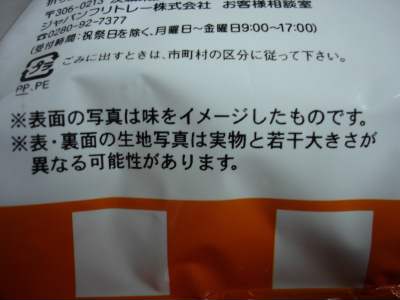 〒306-0213
ジャパンフリトレー株式会社 お客様相談室
0280-92-7377
(受付時間:祝祭日を除く、月曜日〜金曜日9:00〜17:00)
ごみに出すときは、市町村の区分に従って下さい。
プラ
PP,PE
※表面の写真は味をイメージしたものです。
※表・裏面の生地写真は実物と若干大きさが
異なる可能性があります。